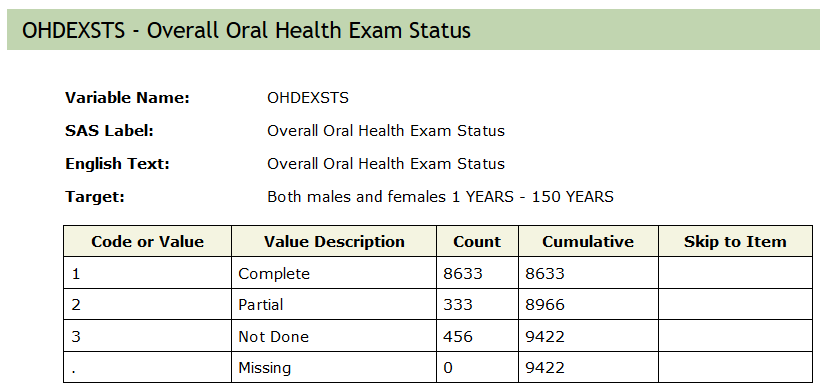 OHDEXSTS - Overall Oral Health Exam Status
Variable Name: OHDEXSTS
SAS Label: Overall Oral Health Exam Status
English Text: Overall Oral Health Exam Status
Target: Both males and females 1 YEARS - 150 YEARS
Code or Value Value Description Count Cumulative Skip to Item
1 Complete 8633 8633
2 Partial 333 8966
3 Not Done 456 9422
. Missing 0 9422